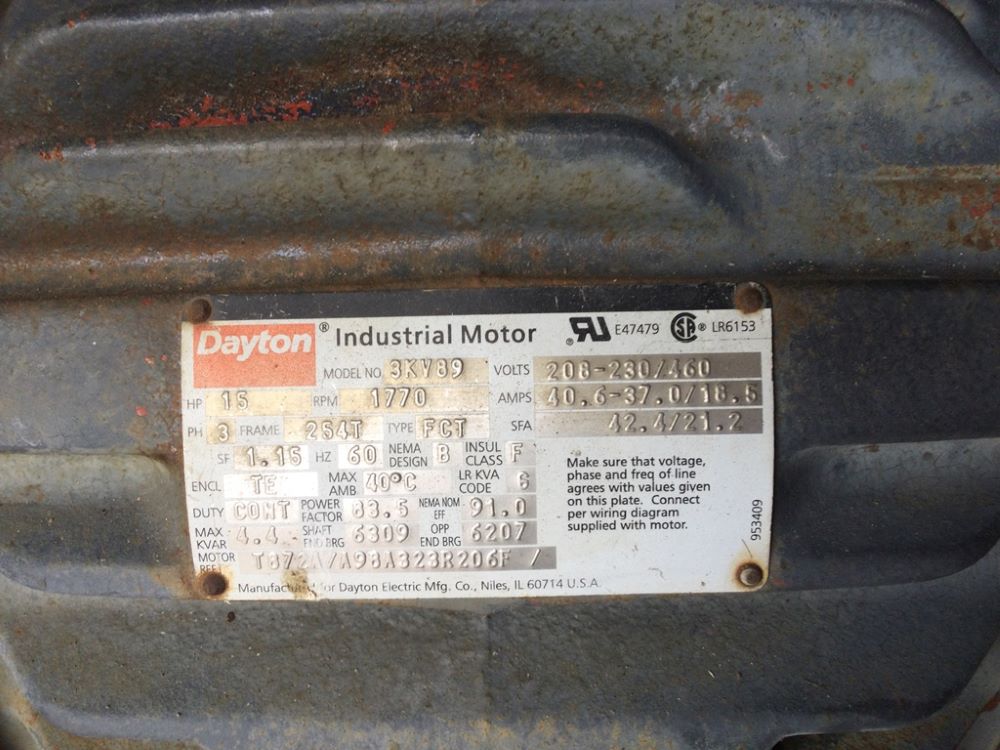 Dayton® Industrial Motor E47479 ® LR6153
MODEL NO. 3KV89 VOLTS 208-230/460
HP 15 RPM 1770 AMPS 40.6-37.0/18.5
PH 3 FRAME 254T TYPE FCT SFA 42.4/21.2
SF 1.15 HZ 60 NEMA DESIGN B INSUL CLASS F
ENCL TE MAX AMB 40°C LR KVA CODE G
DUTY CONT POWER FACTOR 83.5 NEMA NOM EFF 91.0
MAX KVAR 4.4 SHAFT END BRG 6309 OPP END BRG 6207
MOTOR REF T872A/A98A323R206F /
Make sure that voltage,
phase and freq of line
agrees with values given
on this plate. Connect
per wiring diagram
supplied with motor.
953409
Manufactured for Dayton Electric Mfg. Co., Niles, IL 60714 U.S.A.